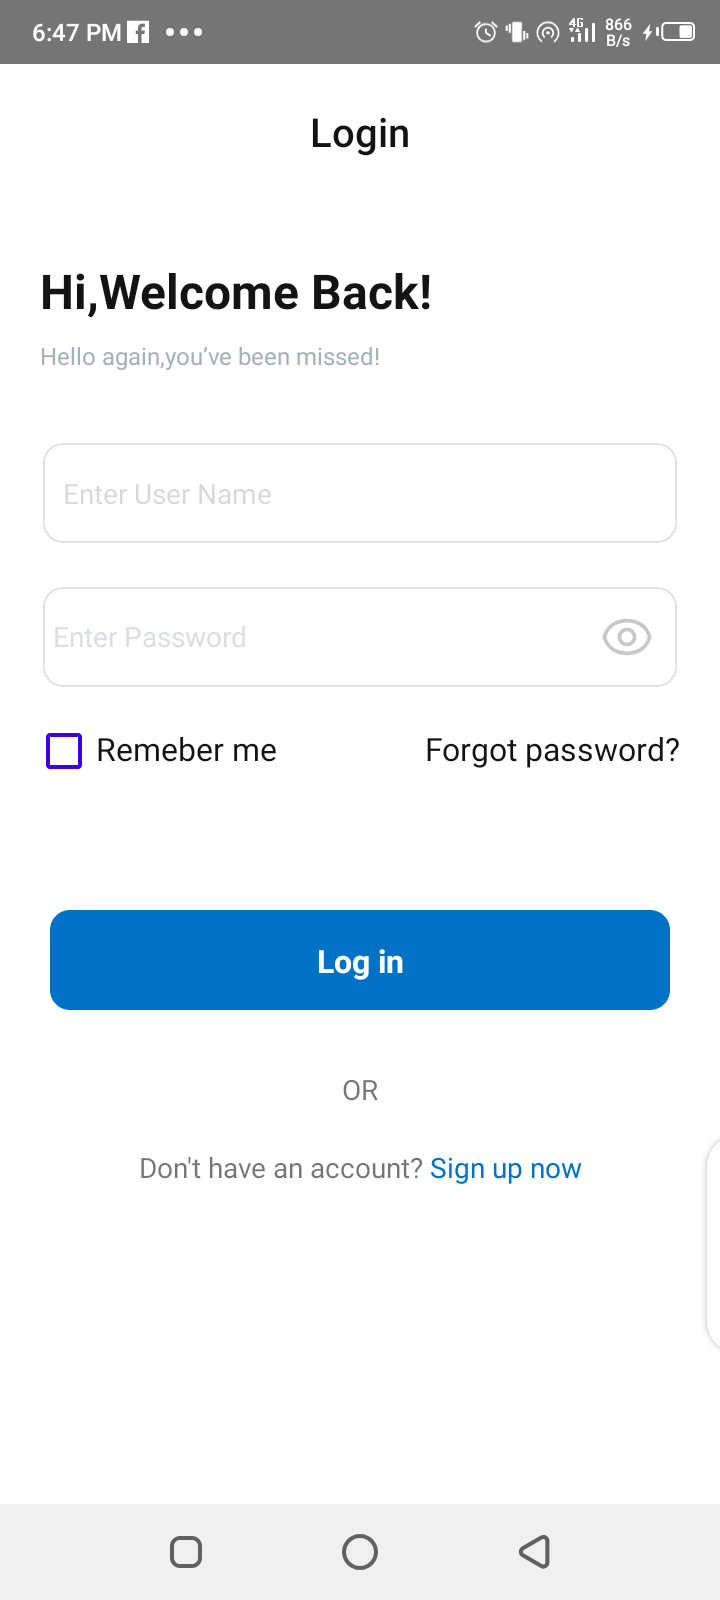 6:47 PM
4G
866
B/s
Login
Hi,Welcome Back!
Hello again,you’ve been missed!
Enter User Name
Enter Password
Remeber me
Forgot password?
Log in
OR
Don't have an account? Sign up now